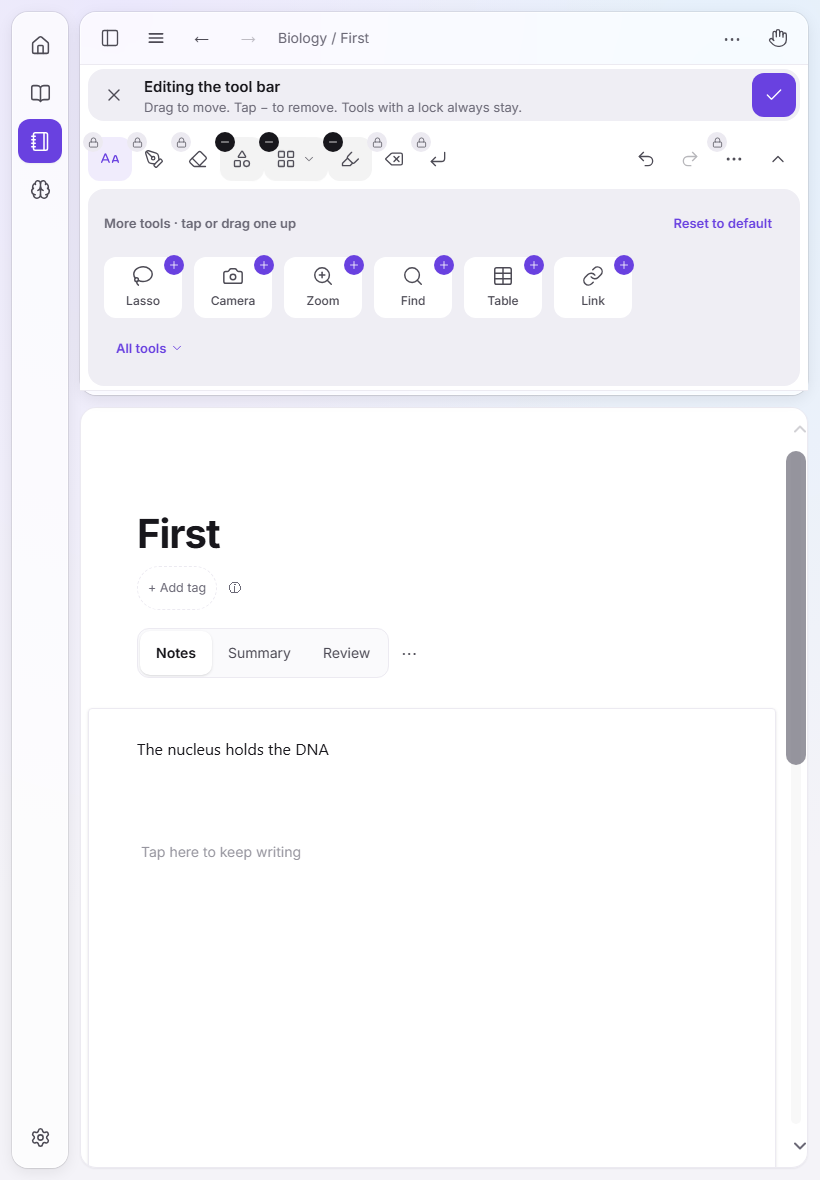 Biology / First
Editing the tool bar
Drag to move. Tap − to remove. Tools with a lock always stay.
AA
More tools · tap or drag one up
Reset to default
Lasso
Camera
Zoom
Find
Table
Link
All tools
First
+ Add tag
Notes
Summary
Review
The nucleus holds the DNA
Tap here to keep writing